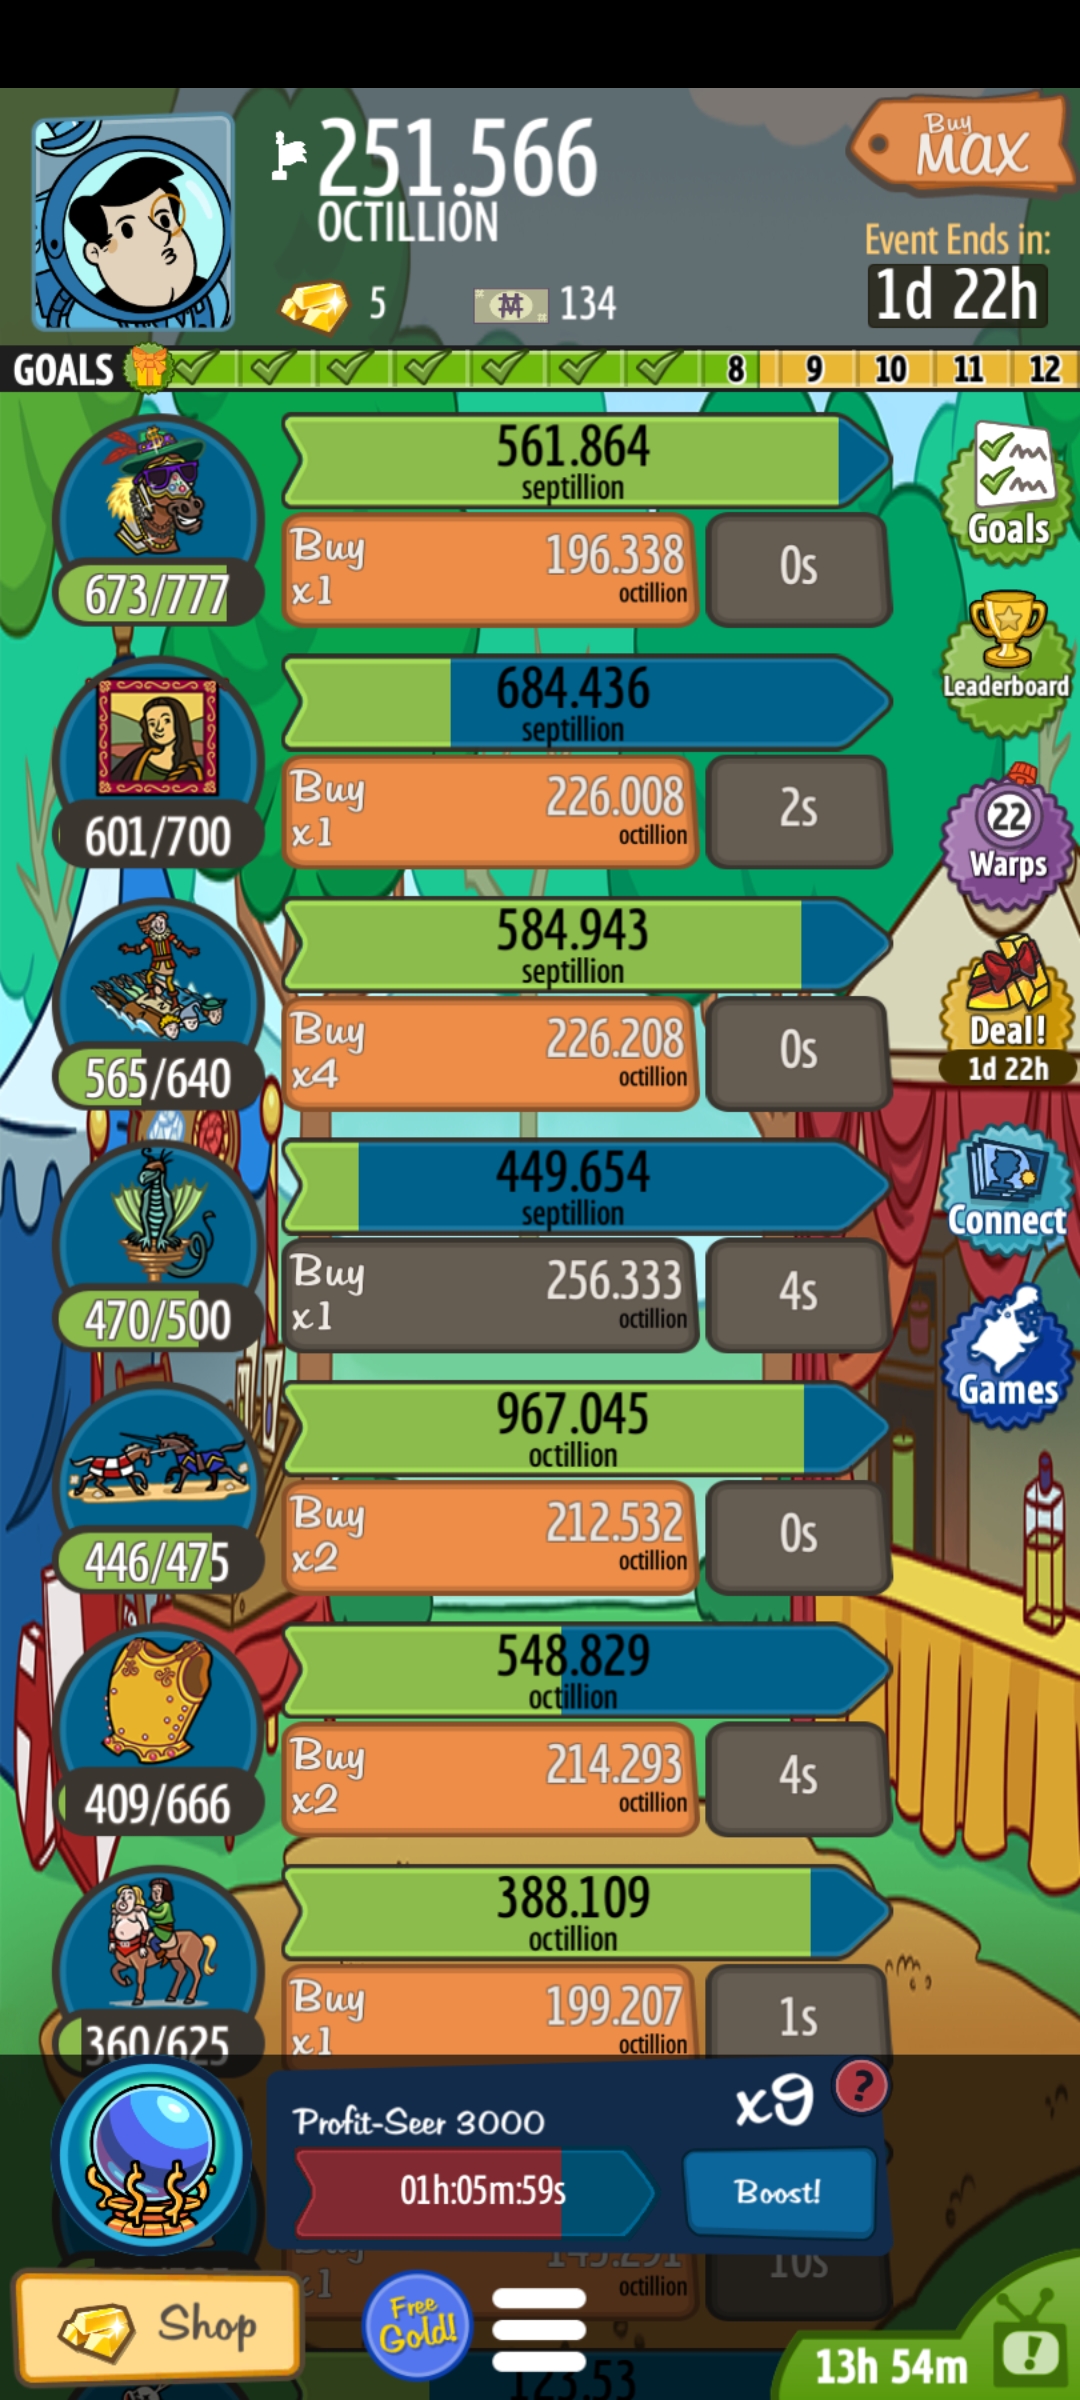 251.566
OCTILLION
5
134
Buy
MAX
Event Ends in:
1d 22h
GOALS
8 9 10 11 12
561.864
septillion
Buy
x1
196.338
octillion
0s
673/777
Goals
Leaderboard
684.436
septillion
Buy
x1
226.008
octillion
2s
601/700
22
Warps
584.943
septillion
Buy
x4
226.208
octillion
0s
565/640
Deal!
1d 22h
449.654
septillion
Buy
x1
256.333
octillion
4s
470/500
Connect
Games
967.045
octillion
Buy
x2
212.532
octillion
0s
446/475
548.829
octillion
Buy
x2
214.293
octillion
4s
409/666
388.109
octillion
Buy
x1
199.207
octillion
1s
360/625
Profit-Seer 3000
x9
?
01h:05m:59s
Boost!
Buy
x1
octillion
10s
Shop
Free
Gold!
123.53
13h 54m
!